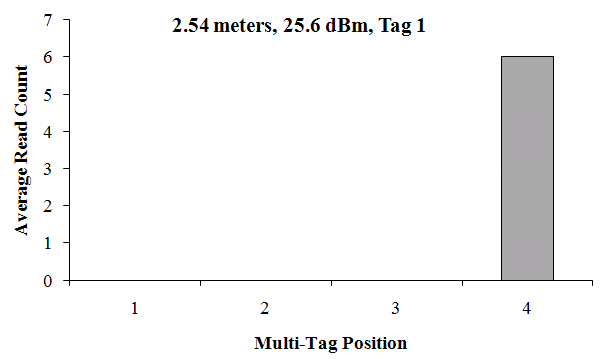 2.54 meters, 25.6 dBm, Tag 1
7
6
5
4
3
2
1
0
Average Read Count
1 2 3 4
Multi-Tag Position